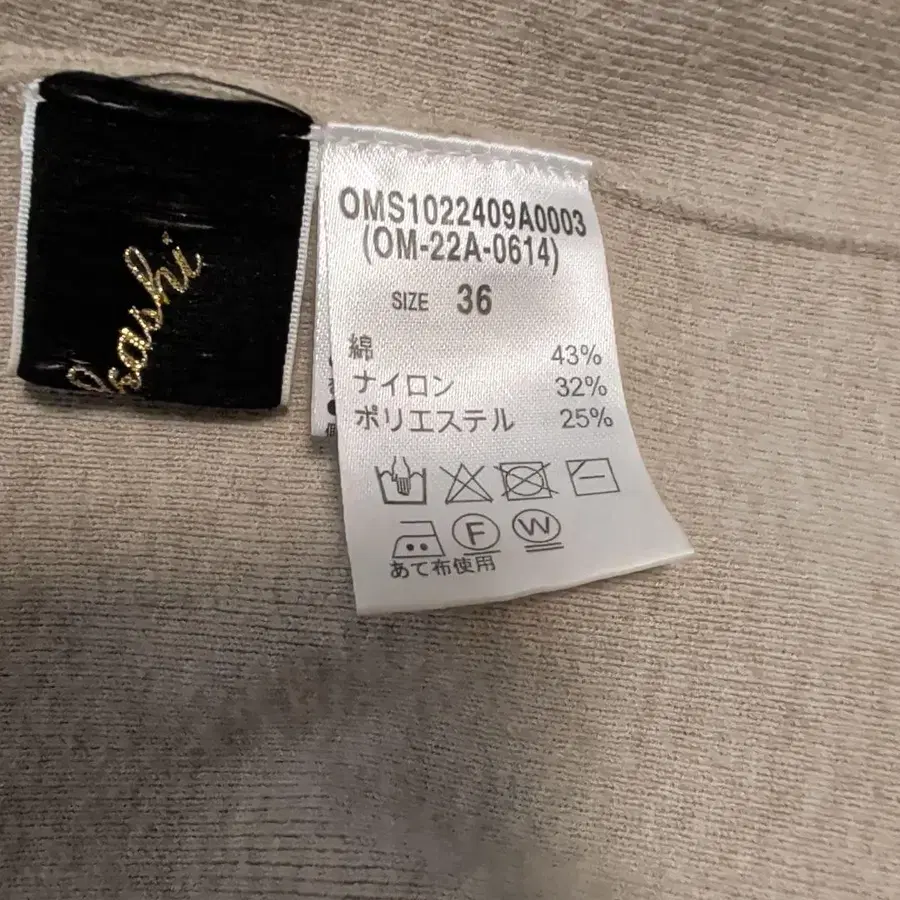 OMS1022409A0003
(OM-22A-0614)
SIZE 36
綿 43%
ナイロン 32%
ポリエステル 25%
F W
あて布使用